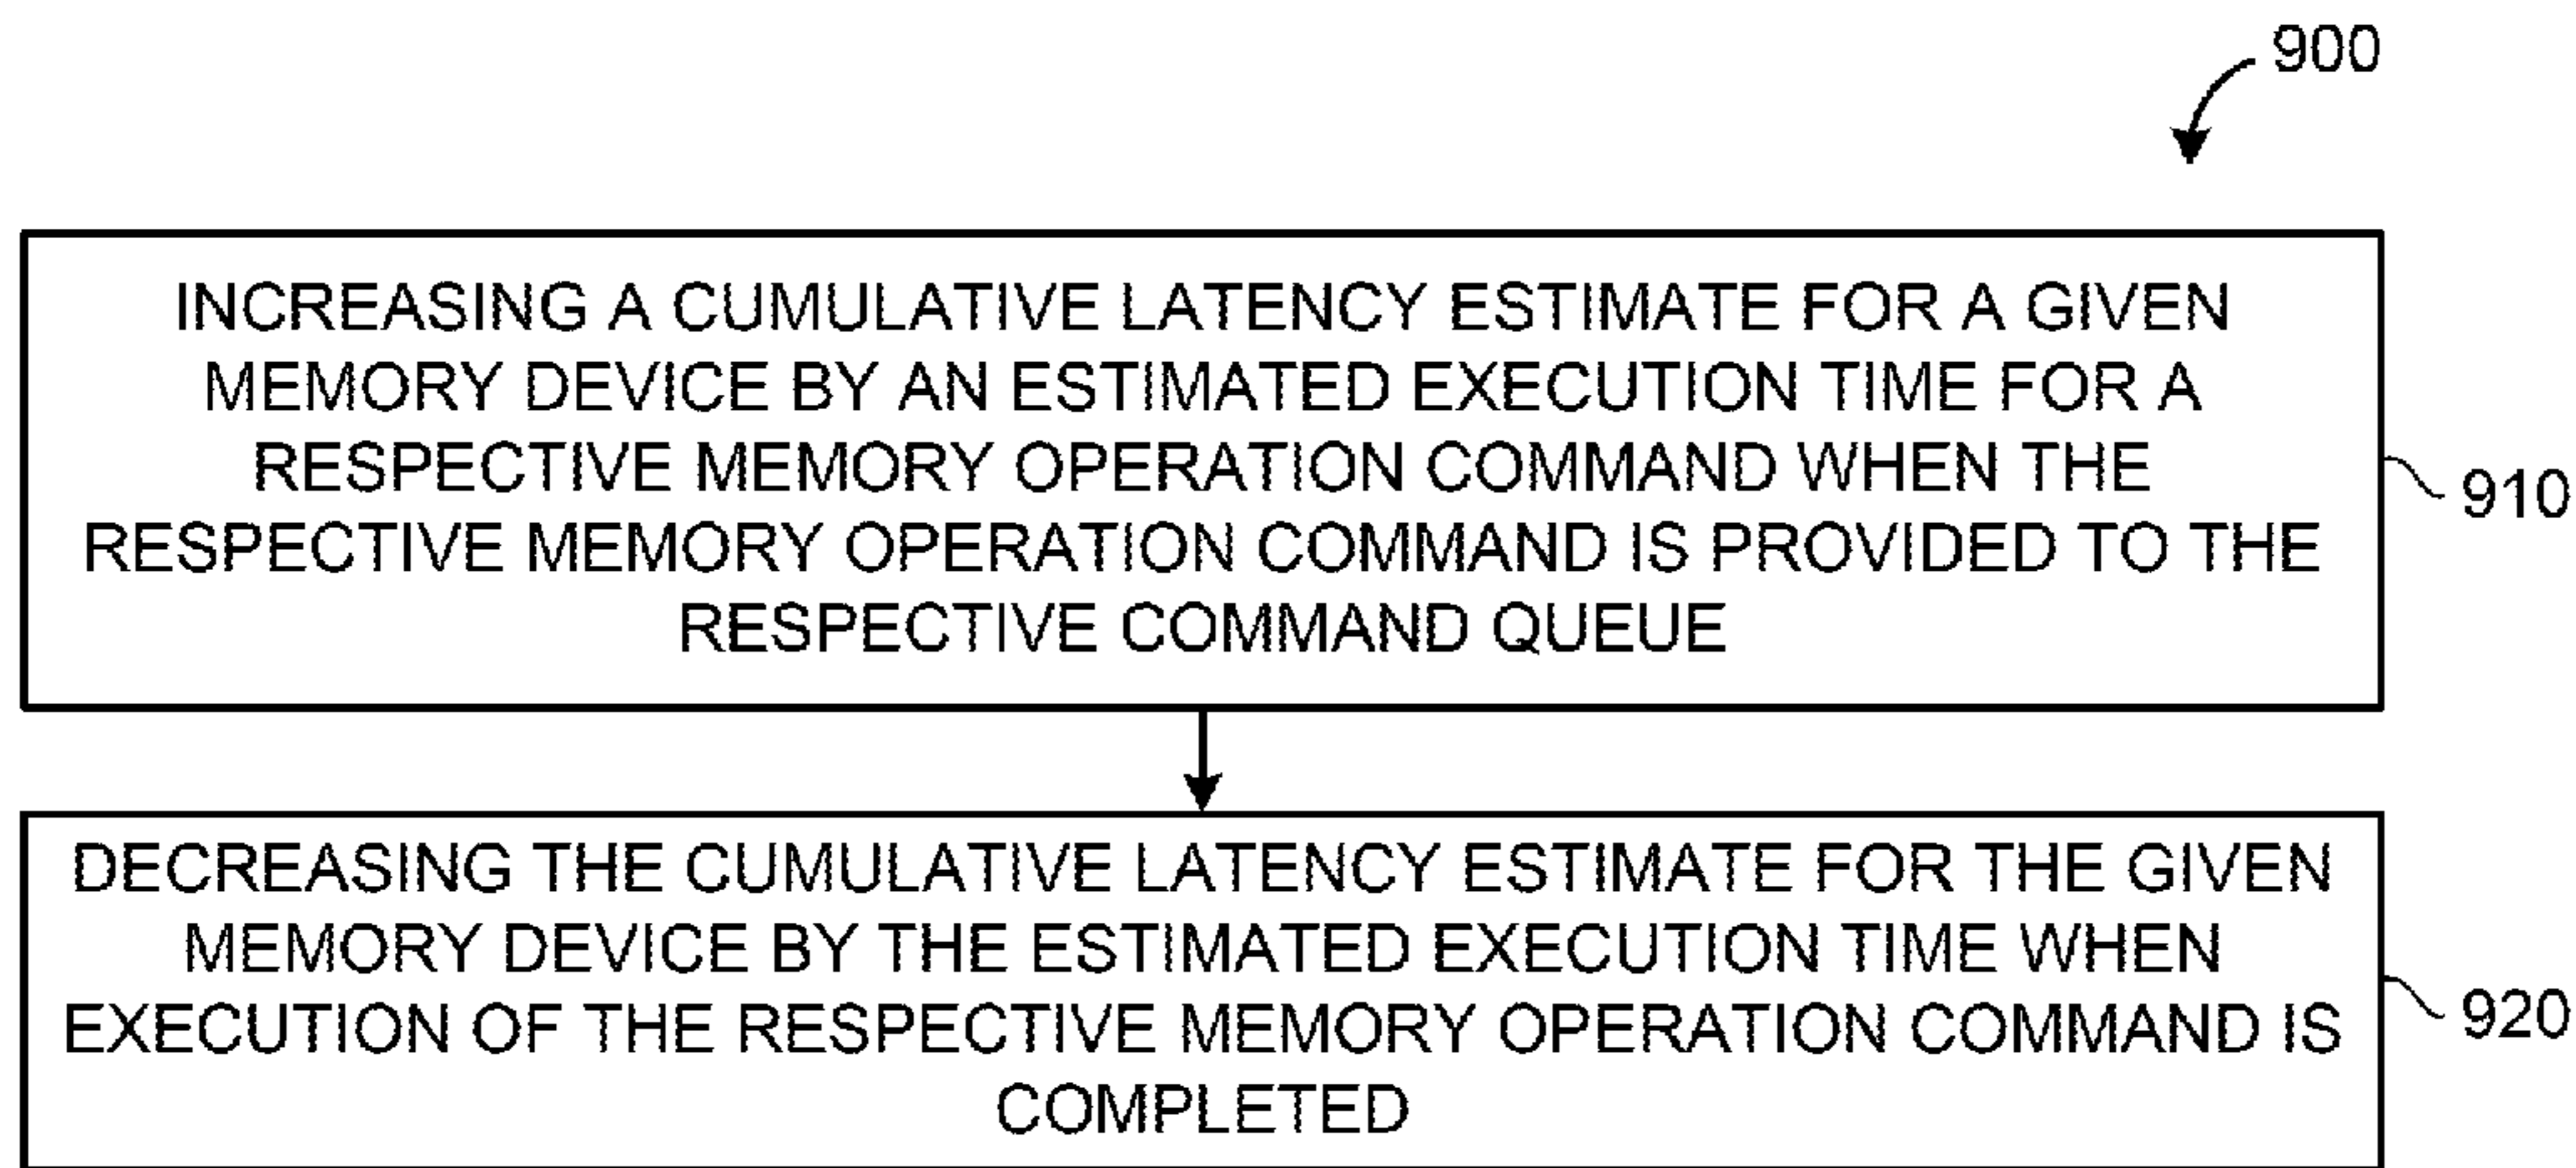 900
INCREASING A CUMULATIVE LATENCY ESTIMATE FOR A GIVEN
MEMORY DEVICE BY AN ESTIMATED EXECUTION TIME FOR A
RESPECTIVE MEMORY OPERATION COMMAND WHEN THE
RESPECTIVE MEMORY OPERATION COMMAND IS PROVIDED TO THE
RESPECTIVE COMMAND QUEUE
910
DECREASING THE CUMULATIVE LATENCY ESTIMATE FOR THE GIVEN
MEMORY DEVICE BY THE ESTIMATED EXECUTION TIME WHEN
EXECUTION OF THE RESPECTIVE MEMORY OPERATION COMMAND IS
COMPLETED
920